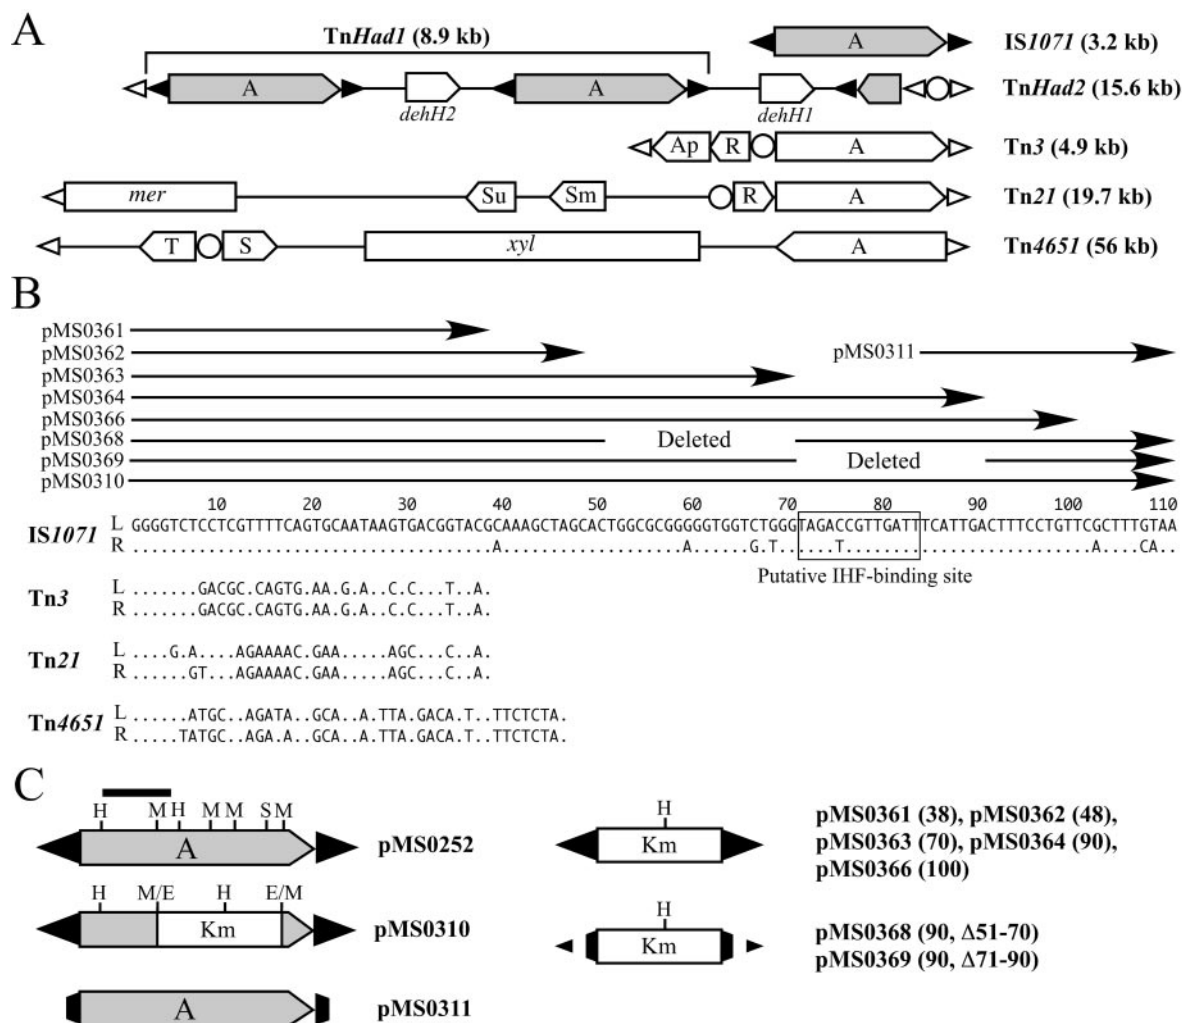 A
TnHad1 (8.9 kb)
A
IS1071 (3.2 kb)
A
dehH2
A
dehH1
TnHad2 (15.6 kb)
Ap
R
A
Tn3 (4.9 kb)
mer
Su
Sm
R
A
Tn21 (19.7 kb)
T
S
xyl
A
Tn4651 (56 kb)
B
pMS0361
pMS0362
pMS0311
pMS0363
pMS0364
pMS0366
pMS0368
Deleted
pMS0369
Deleted
pMS0310
10 20 30 40 50 60 70 80 90 100 110
IS1071
L GGGGTCTCCTCGTTTTCAGTGCAATAAGTGACGGTACGCAAAGCTAGCACTGGCGCGGGGGTGGTCTGGGTAGACCGTTGATTTCATTGACTTTCCTGTTCGCTTTGTAA
R ......................................A...................A......G.T......T..........................A....GA..
Putative IHF-binding site
Tn3
L .......GACGC.CAGTG.AA.G.A..C.C...T..A.
R .......GACGC.CAGTG.AA.G.A..C.C...T..A.
Tn21
L ....G.A....AGAAAAC.GAA.....AGC...C..A.
R ......GT...AGAAAAC.GAA.....AGC...C..A.
Tn4651
L ......ATGC..AGATA..GCA..A.TTA.GACA.T..TTCTCTA.
R .....TATGC..AGA.A..GCA..A.TTA.GACA.T..TTCTCTA.
C
H M H M M S M
A
pMS0252
H M/E H E/M
Km
pMS0310
A
pMS0311
H
Km
pMS0361 (38), pMS0362 (48),
pMS0363 (70), pMS0364 (90),
pMS0366 (100)
H
Km
pMS0368 (90, Δ51-70)
pMS0369 (90, Δ71-90)